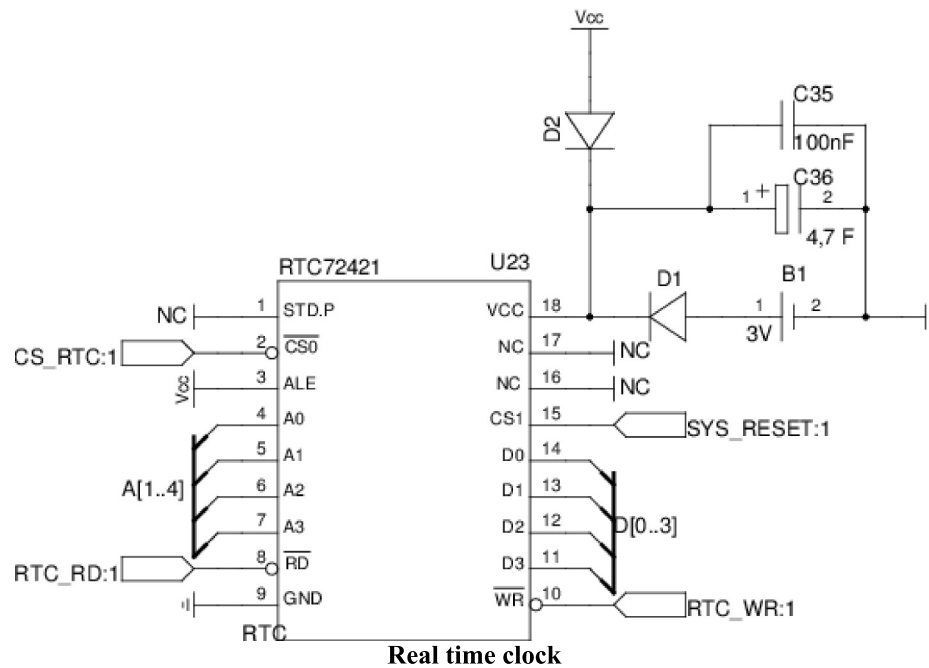 Vcc
C35
100nF
D2
C36
1 + 2
4,7 F
RTC72421 U23
D1 B1
NC 1 STD.P VCC 18 1 2
3V
CS_RTC:1 2 CS0 NC 17 NC
Vcc 3 ALE NC 16 NC
4 A0 CS1 15 SYS_RESET:1
5 A1 D0 14
A[1..4] 6 A2 D1 13
7 A3 D2 12 D[0..3]
RTC_RD:1 8 RD D3 11
9 GND WR 10 RTC_WR:1
RTC
Real time clock